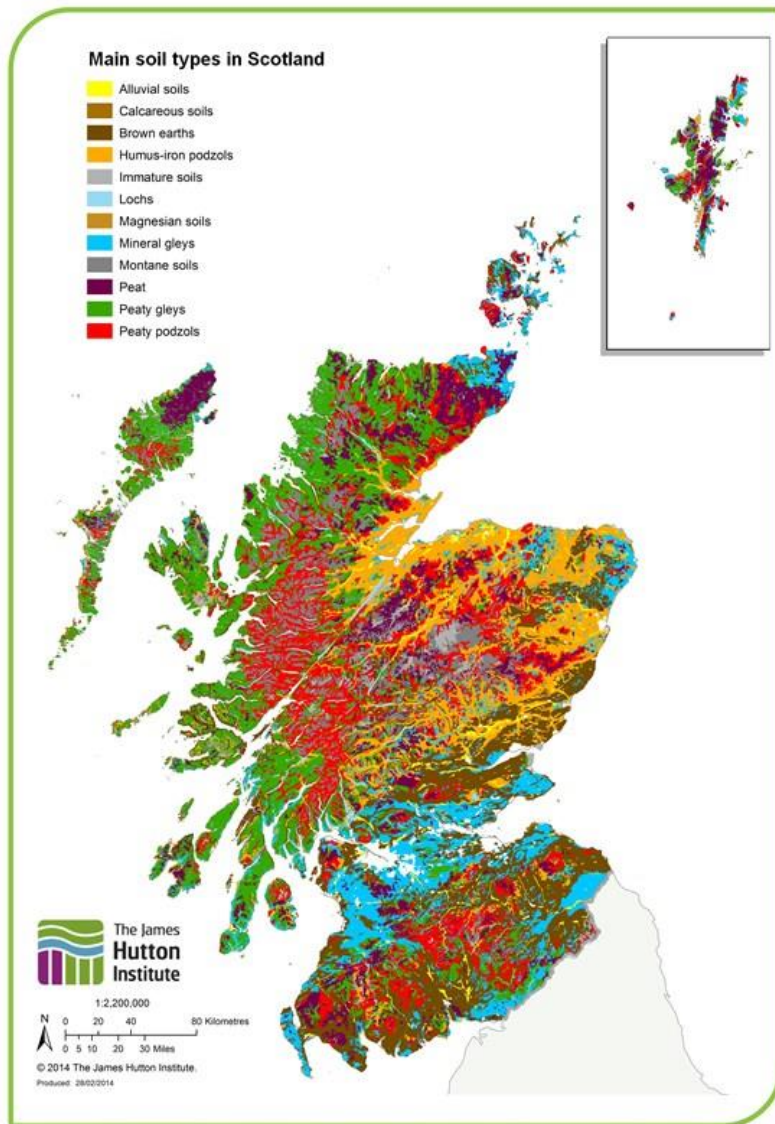 Main soil types in Scotland
Alluvial soils
Calcareous soils
Brown earths
Humus-iron podzols
Immature soils
Lochs
Magnesian soils
Mineral gleys
Montane soils
Peat
Peaty gleys
Peaty podzols
The James
Hutton
Institute
1:2,200,000
N
0 20 40 80 Kilometres
0 5 10 20 30 Miles
© 2014 The James Hutton Institute.
Produced: 28/02/2014